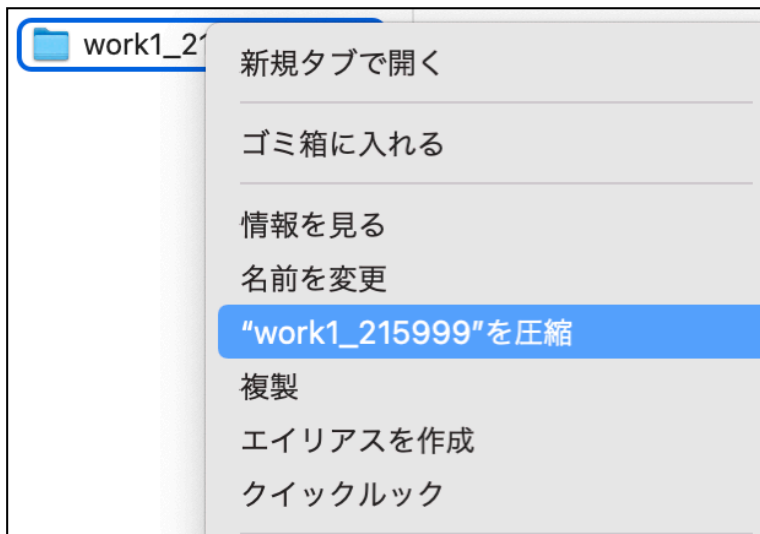 work1_21
新規タブで開く
ゴミ箱に入れる
情報を見る
名前を変更
“work1_215999”を圧縮
複製
エイリアスを作成
クイックルック